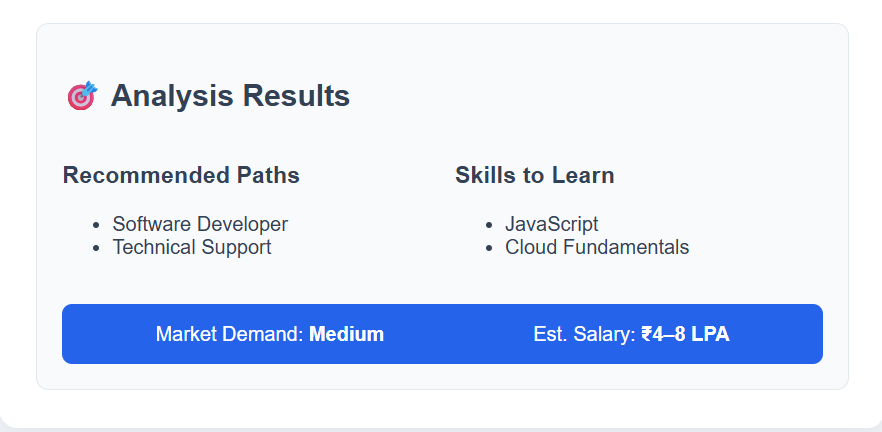 Analysis Results
Recommended Paths
Software Developer
Technical Support
Skills to Learn
JavaScript
Cloud Fundamentals
Market Demand: Medium
Est. Salary: ₹4–8 LPA